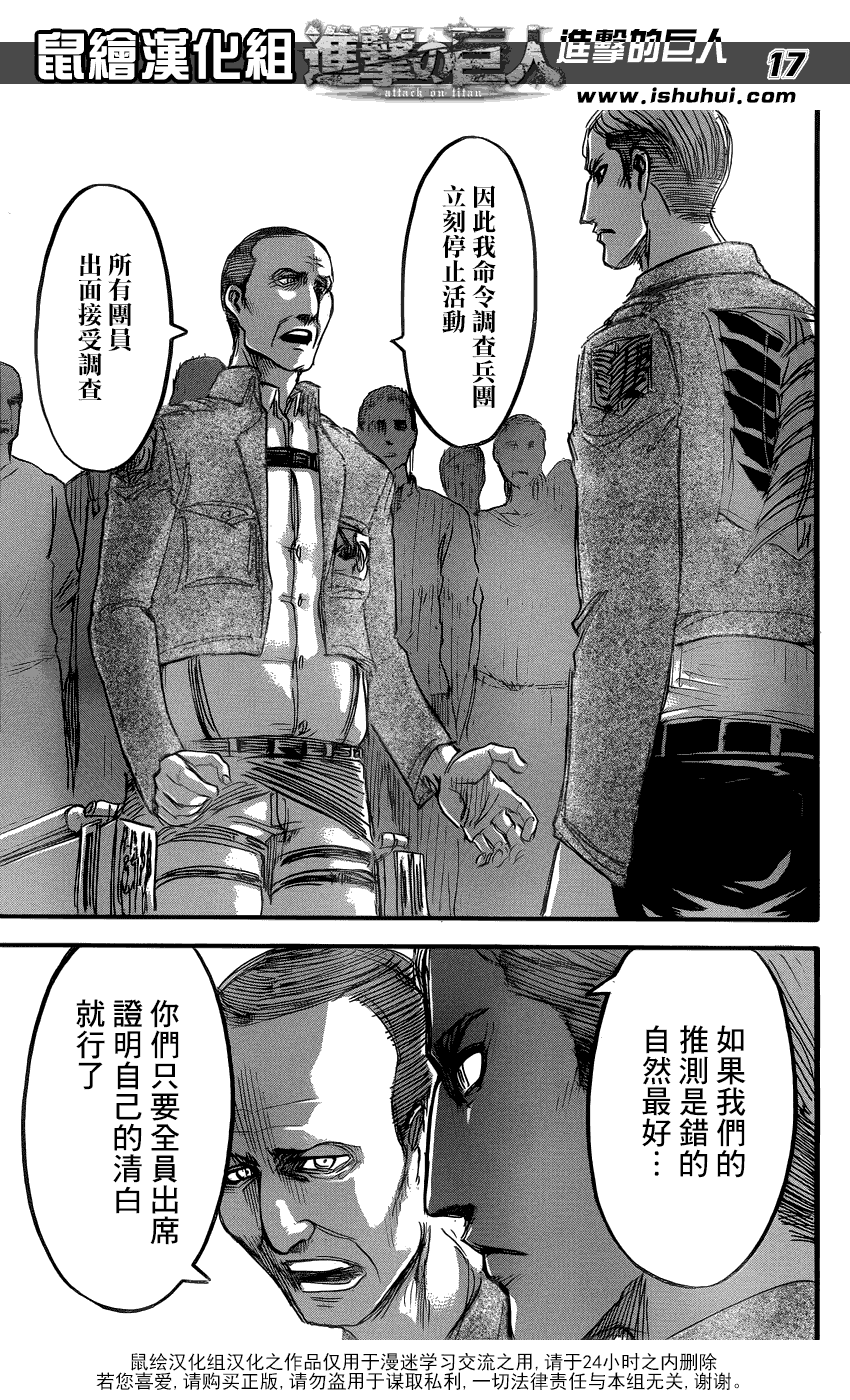 鼠繪漢化組
進撃の巨人
attack on titan
進擊的巨人
17
www.ishuhui.com
因此我命令調查兵團
立刻停止活動
所有團員
出面接受調查
如果我們的
推測是錯的
自然最好…
你們只要全員出席
證明自己的清白
就行了
鼠绘汉化组汉化之作品仅用于漫迷学习交流之用,请于24小时之内删除
若您喜爱,请购买正版,请勿盗用于谋取私利,一切法律责任与本组无关,谢谢。